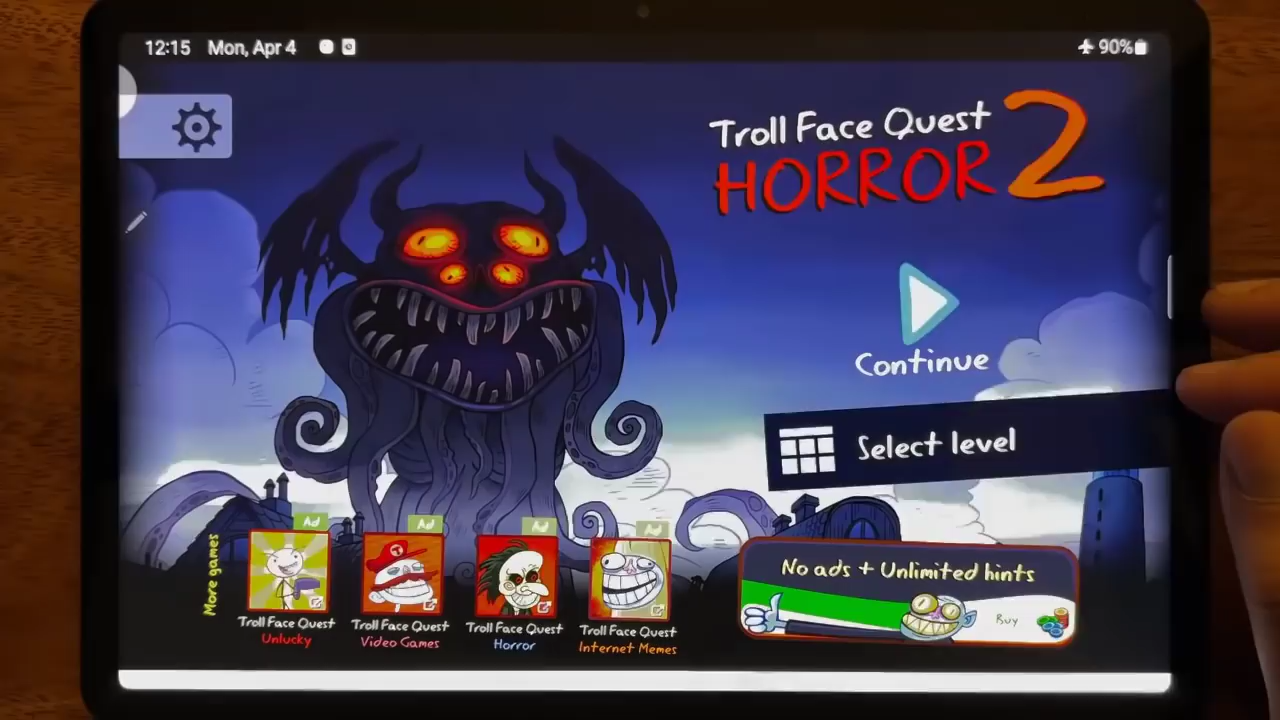 12:15 Mon, Apr 4
90%
Troll Face Quest
HORROR 2
Continue
Select level
More games
Ad
Ad
Ad
Ad
Troll Face Quest
Unlucky
Troll Face Quest
Video Games
Troll Face Quest
Horror
Troll Face Quest
Internet Memes
No ads + Unlimited hints
Buy